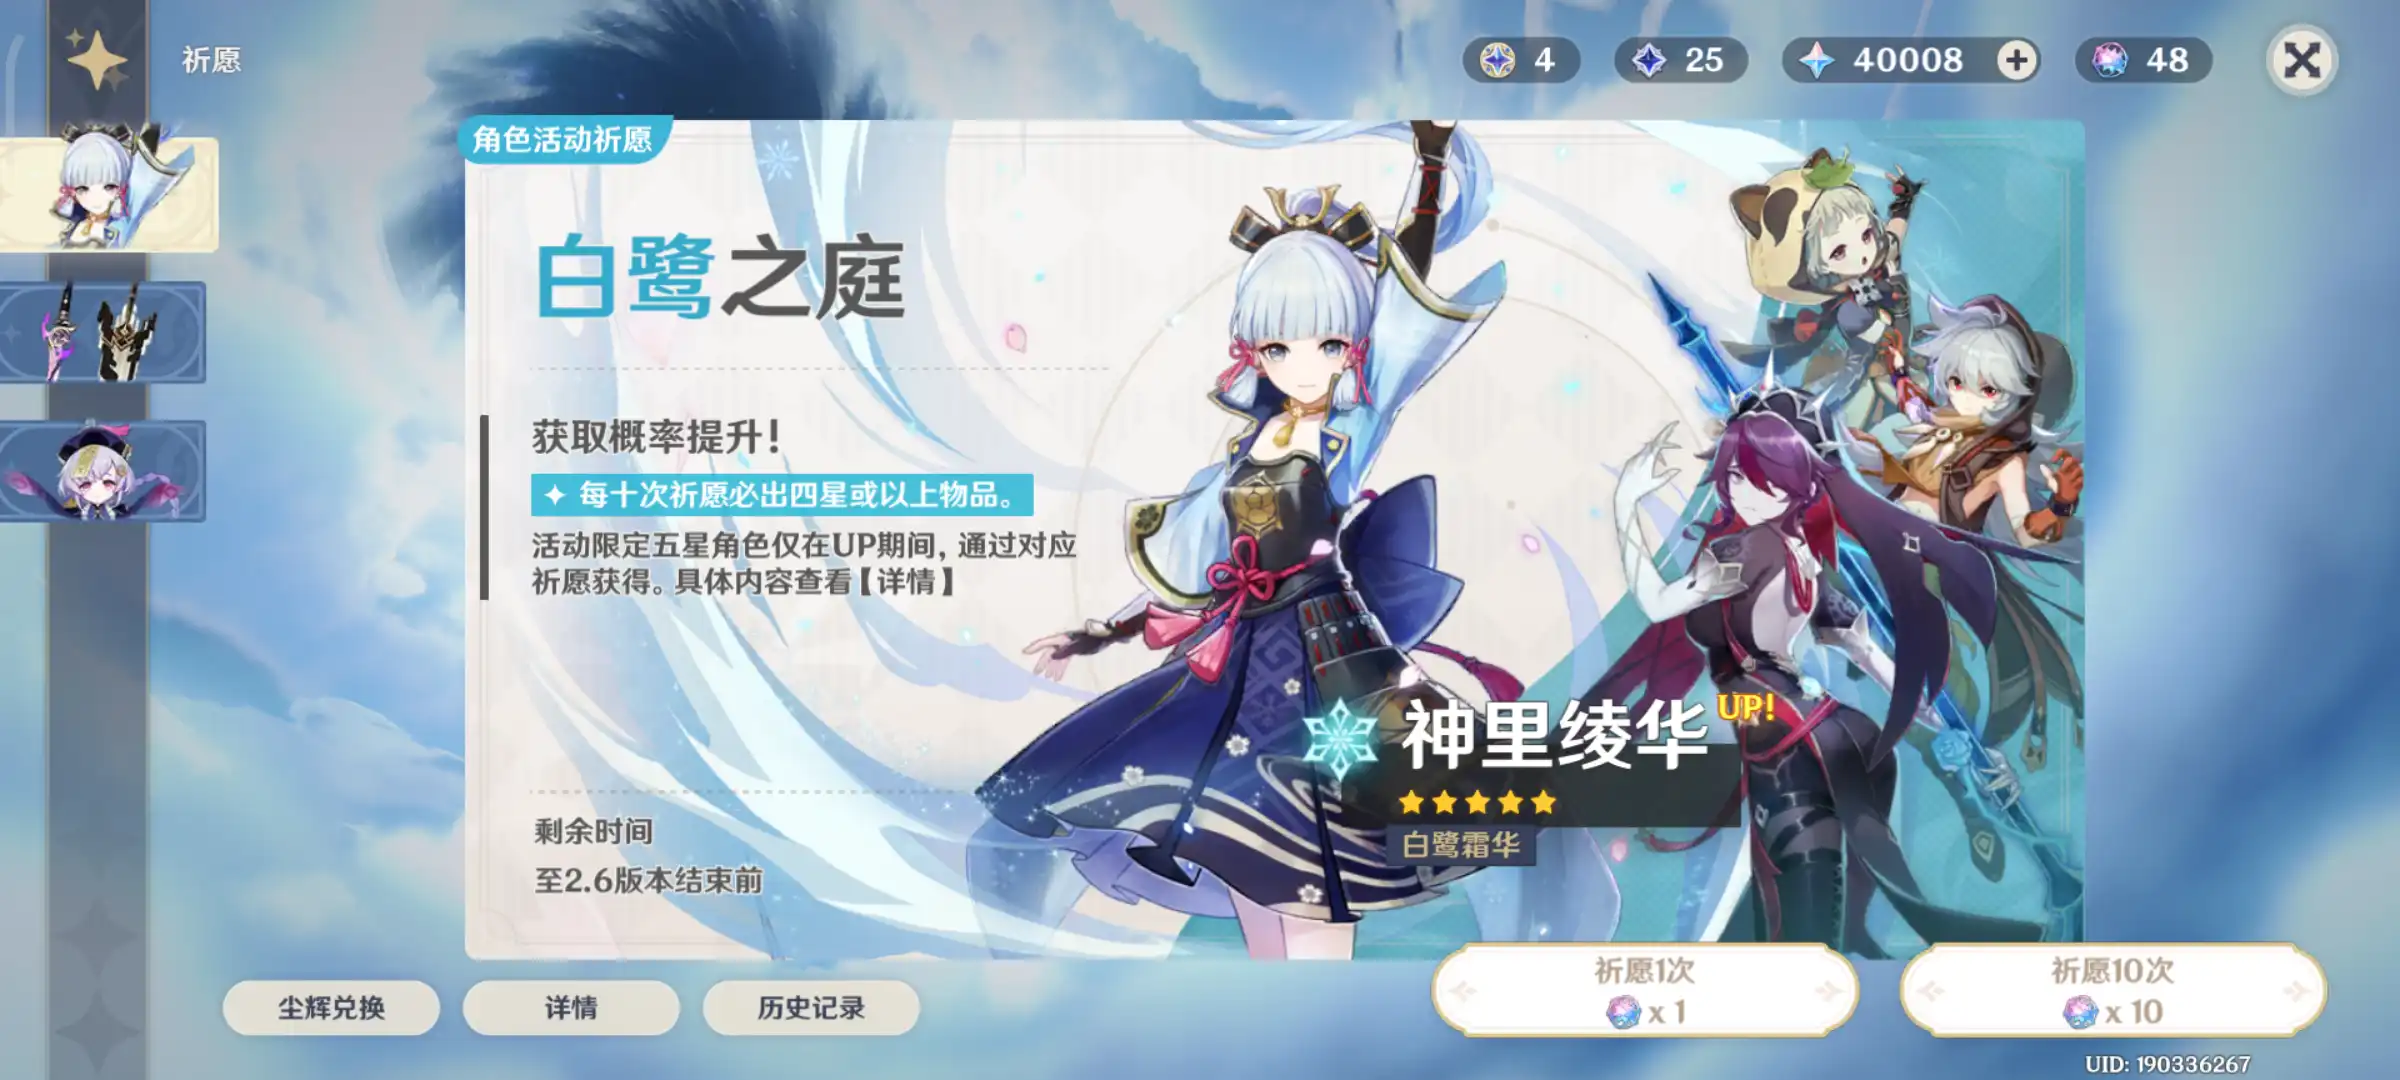 祈愿
4
25
40008
48
角色活动祈愿
白鹭之庭
获取概率提升！
每十次祈愿必出四星或以上物品。
活动限定五星角色仅在UP期间，通过对应
祈愿获得。具体内容查看【详情】
神里绫华 UP!
白鹭霜华
剩余时间
至2.6版本结束前
尘辉兑换
详情
历史记录
祈愿1次
x 1
祈愿10次
x 10
UID: 190336267